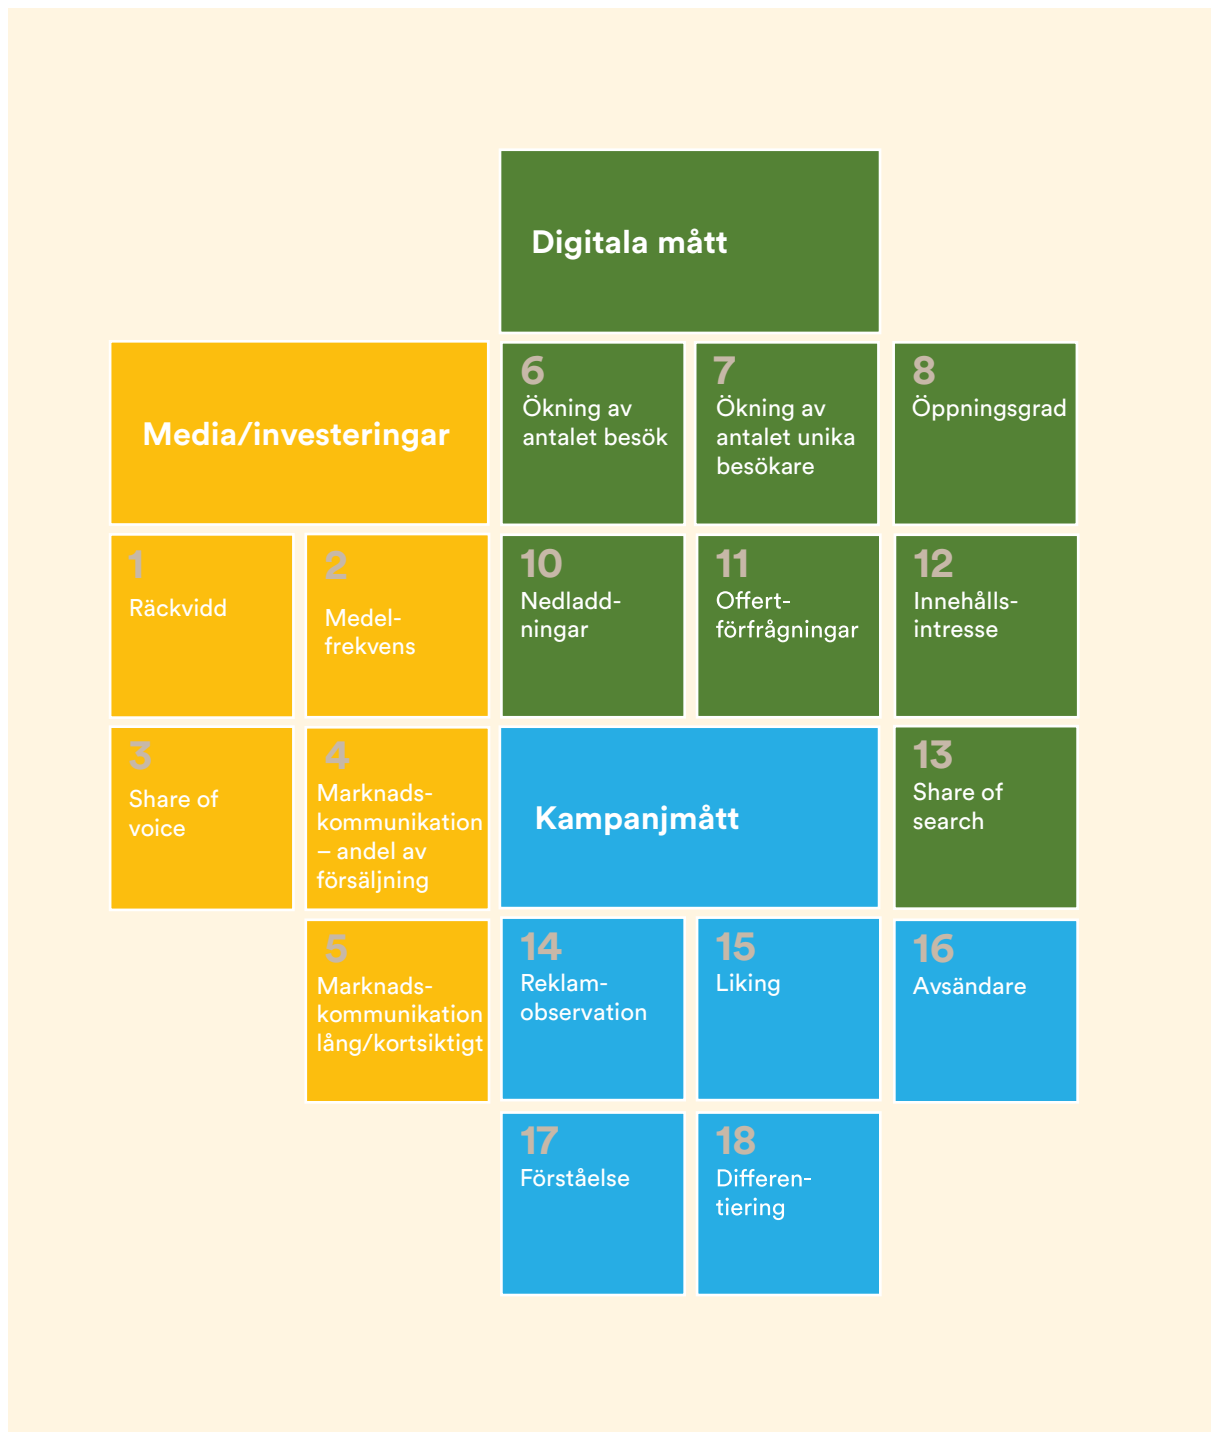 Digitala mått
Media/investeringar
6
Ökning av
antalet besök
7
Ökning av
antalet unika
besökare
8
Öppningsgrad
1
Räckvidd
2
Medel-
frekvens
10
Nedladd-
ningar
11
Offert-
förfrågningar
12
Innehålls-
intresse
3
Share of
voice
4
Marknads-
kommunikation
– andel av
försäljning
Kampanjmått
13
Share of
search
5
Marknads-
kommunikation
lång/kortsiktigt
14
Reklam-
observation
15
Liking
16
Avsändare
17
Förståelse
18
Differen-
tiering